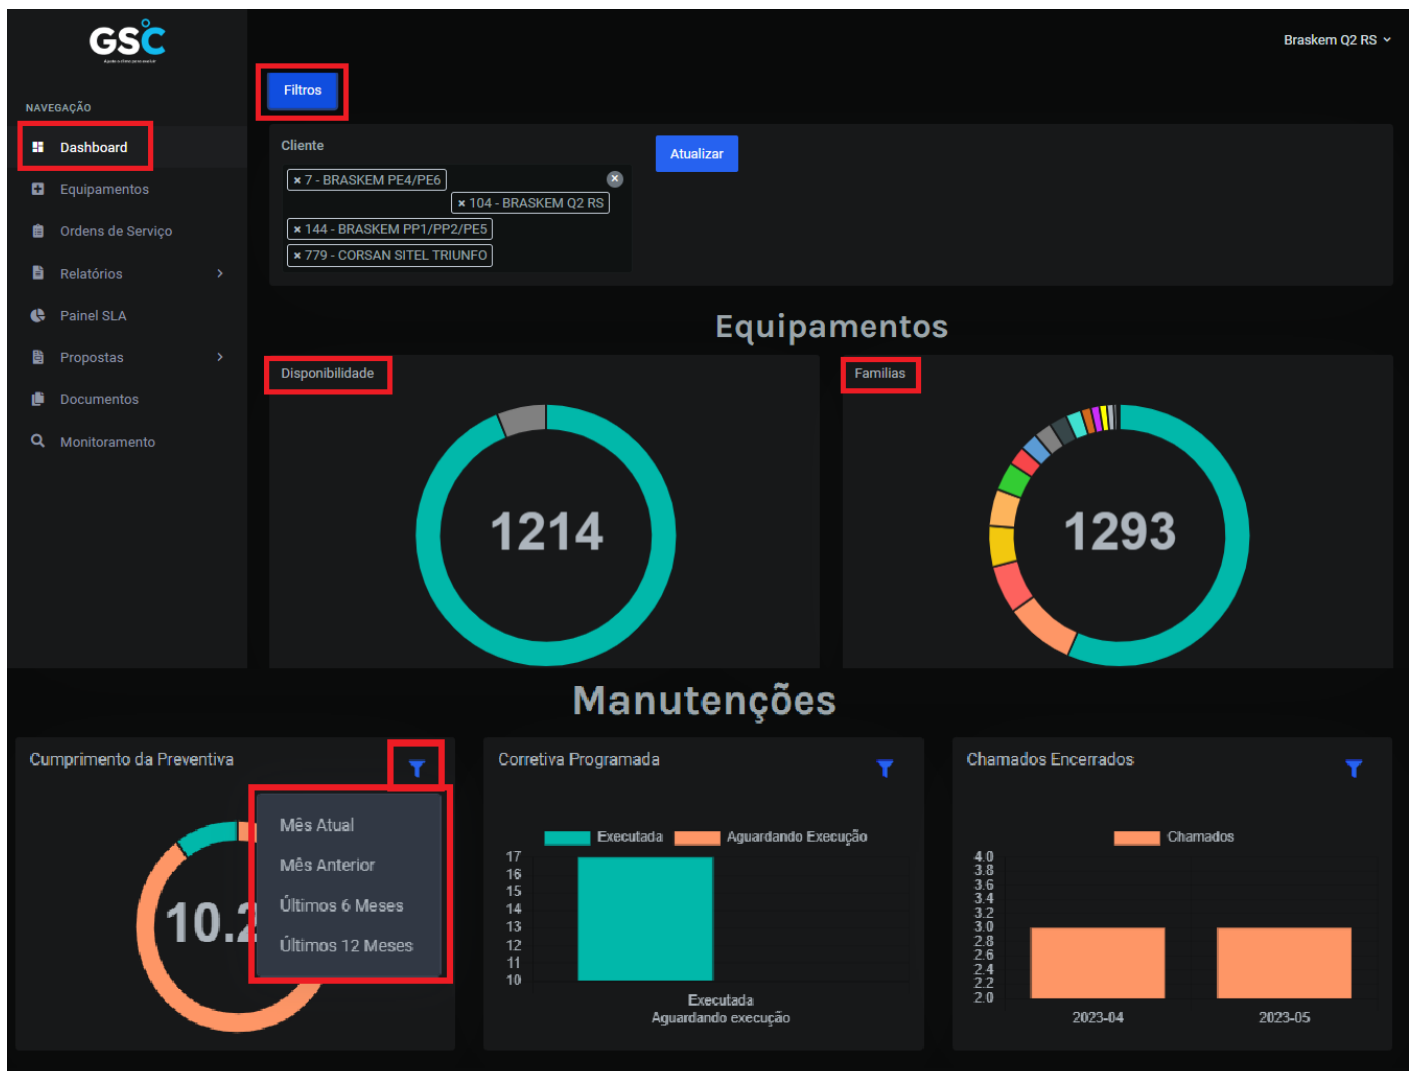 GSC
Braskem Q2 RS
Filtros
NAVEGAÇÃO
Dashboard
Equipamentos
Ordens de Serviço
Relatórios
Painel SLA
Propostas
Documentos
Monitoramento
Cliente
Atualizar
× 7 - BRASKEM PE4/PE6
× 104 - BRASKEM Q2 RS
× 144 - BRASKEM PP1/PP2/PE5
× 779 - CORSAN SITEL TRIUNFO
Equipamentos
Disponibilidade
1214
Familias
1293
Manutenções
Cumprimento da Preventiva
10.2
Mês Atual
Mês Anterior
Últimos 6 Meses
Últimos 12 Meses
Corretiva Programada
Executada Aguardando Execução
17
16
15
14
13
12
11
10
Executada
Aguardando execução
Chamados Encerrados
Chamados
4.0
3.8
3.6
3.4
3.2
3.0
2.8
2.6
2.4
2.2
2.0
2023-04 2023-05